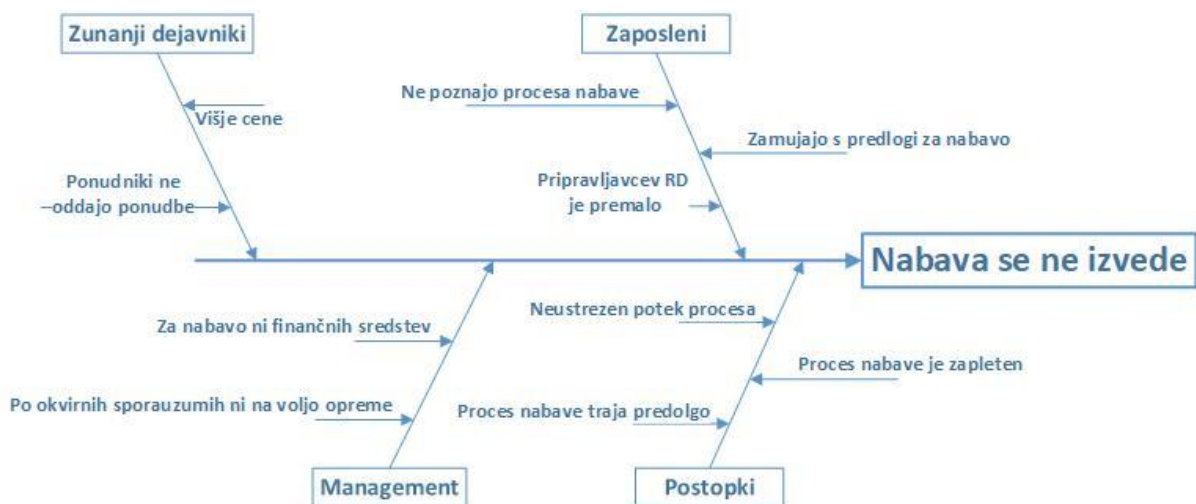 Zunanji dejavniki
Zaposleni
Ne poznajo procesa nabave
Višje cene
Zamujajo s predlogi za nabavo
Ponudniki ne
oddajo ponudbe
Pripravljavcev RD
je premalo
Nabava se ne izvede
Neustrezen potek procesa
Za nabavo ni finančnih sredstev
Proces nabave je zapleten
Po okvirnih sporauzumih ni na voljo opreme
Proces nabave traja predolgo
Management
Postopki